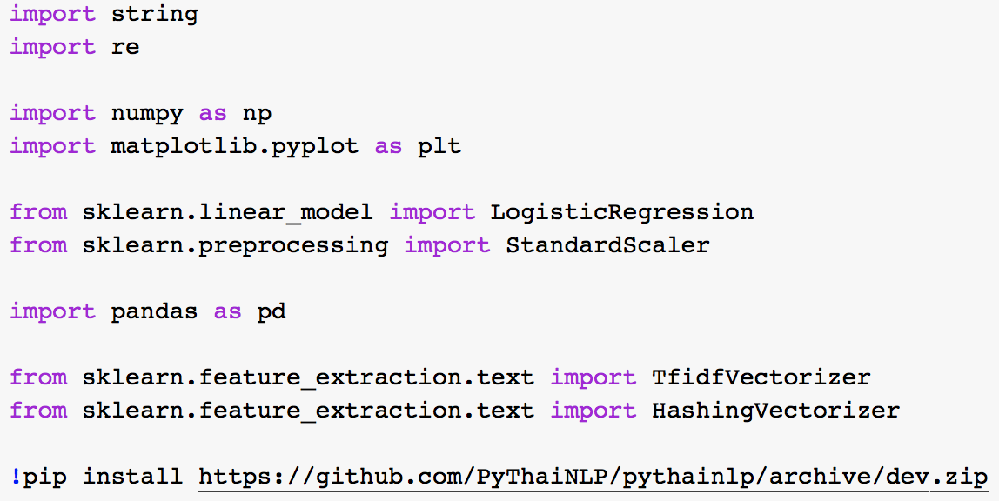 import string
import re
import numpy as np
import matplotlib.pyplot as plt
from sklearn.linear_model import LogisticRegression
from sklearn.preprocessing import StandardScaler
import pandas as pd
from sklearn.feature_extraction.text import TfidfVectorizer
from sklearn.feature_extraction.text import HashingVectorizer
!pip install https://github.com/PyThaiNLP/pythainlp/archive/dev.zip